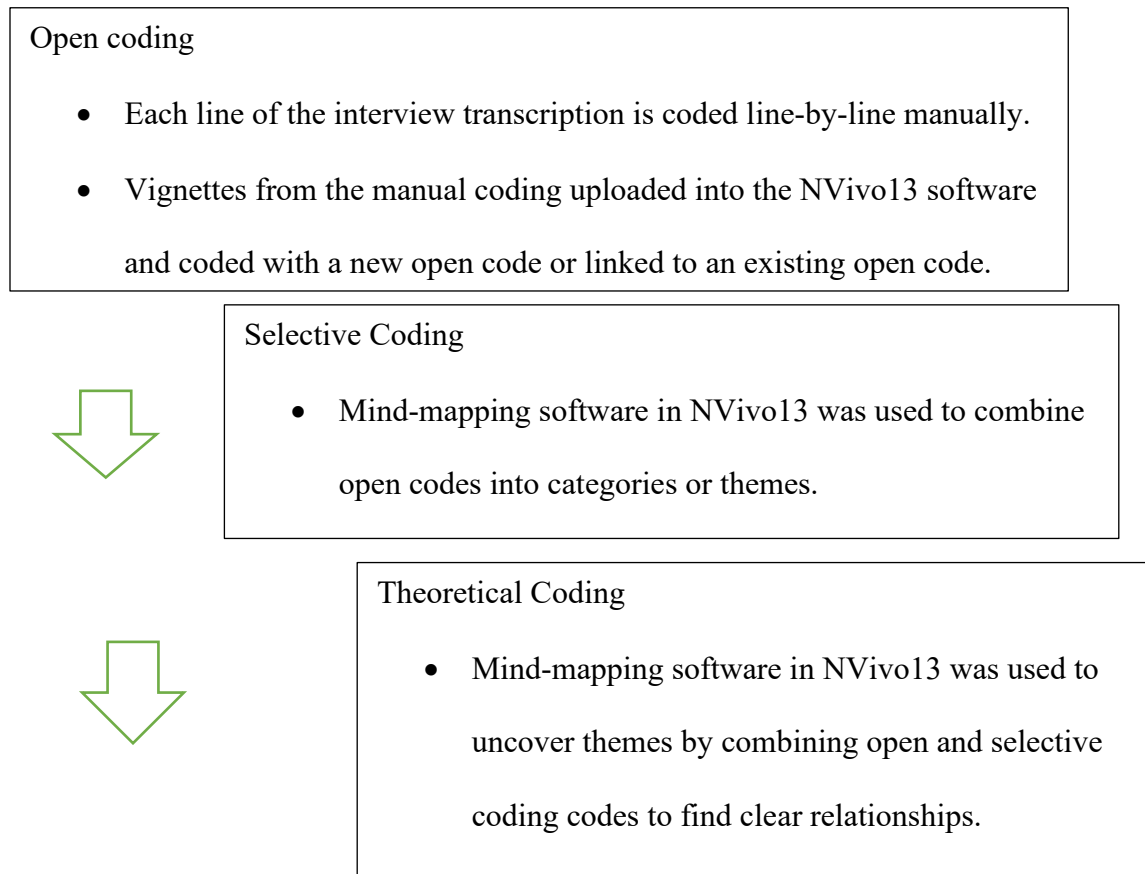 Open coding
• Each line of the interview transcription is coded line-by-line manually.
• Vignettes from the manual coding uploaded into the NVivo13 software
and coded with a new open code or linked to an existing open code.
Selective Coding
• Mind-mapping software in NVivo13 was used to combine
open codes into categories or themes.
Theoretical Coding
• Mind-mapping software in NVivo13 was used to
uncover themes by combining open and selective
coding codes to find clear relationships.